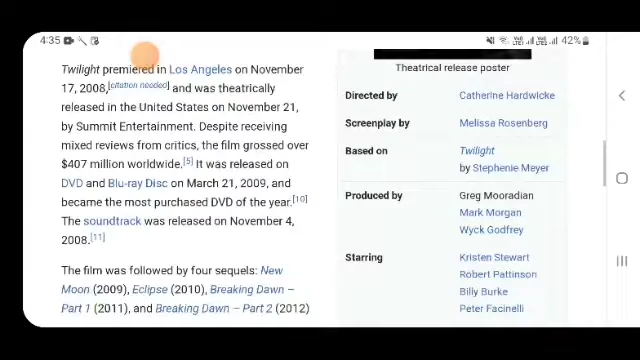 4:35
42%
Twilight premiered in Los Angeles on November
17, 2008,[citation needed] and was theatrically
released in the United States on November 21,
by Summit Entertainment. Despite receiving
mixed reviews from critics, the film grossed over
$407 million worldwide.[5] It was released on
DVD and Blu-ray Disc on March 21, 2009, and
became the most purchased DVD of the year.[10]
The soundtrack was released on November 4,
2008.[11]
The film was followed by four sequels: New
Moon (2009), Eclipse (2010), Breaking Dawn –
Part 1 (2011), and Breaking Dawn – Part 2 (2012)
Theatrical release poster
Directed by Catherine Hardwicke
Screenplay by Melissa Rosenberg
Based on Twilight
by Stephenie Meyer
Produced by Greg Mooradian
Mark Morgan
Wyck Godfrey
Starring Kristen Stewart
Robert Pattinson
Billy Burke
Peter Facinelli